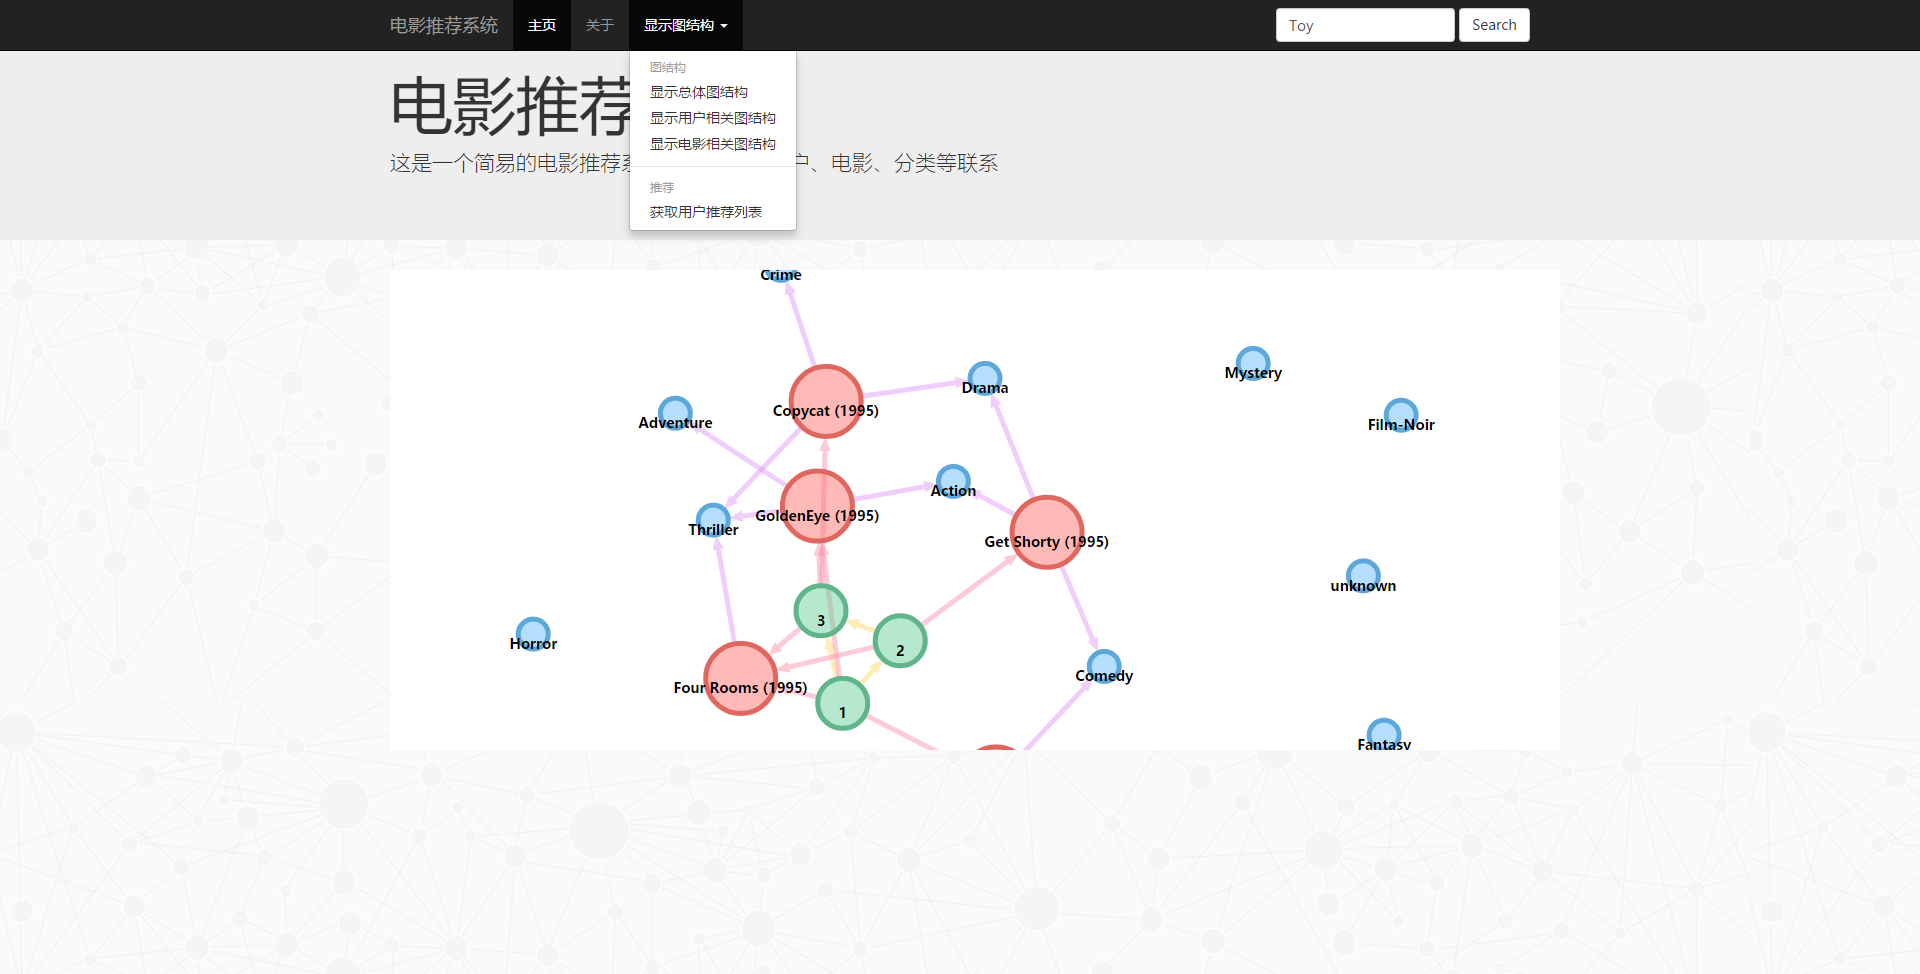 电影推荐系统 主页 关于 显示图结构 Toy Search
图结构
显示总体图结构
显示用户相关图结构
显示电影相关图结构
推荐
获取用户推荐列表
电影推荐
这是一个简易的电影推荐 户、电影、分类等联系
Crime
Mystery
Drama
Copycat (1995)
Adventure
Film-Noir
Action
GoldenEye (1995)
Thriller
Get Shorty (1995)
unknown
3
Horror
2
Comedy
Four Rooms (1995)
1
Fantasy